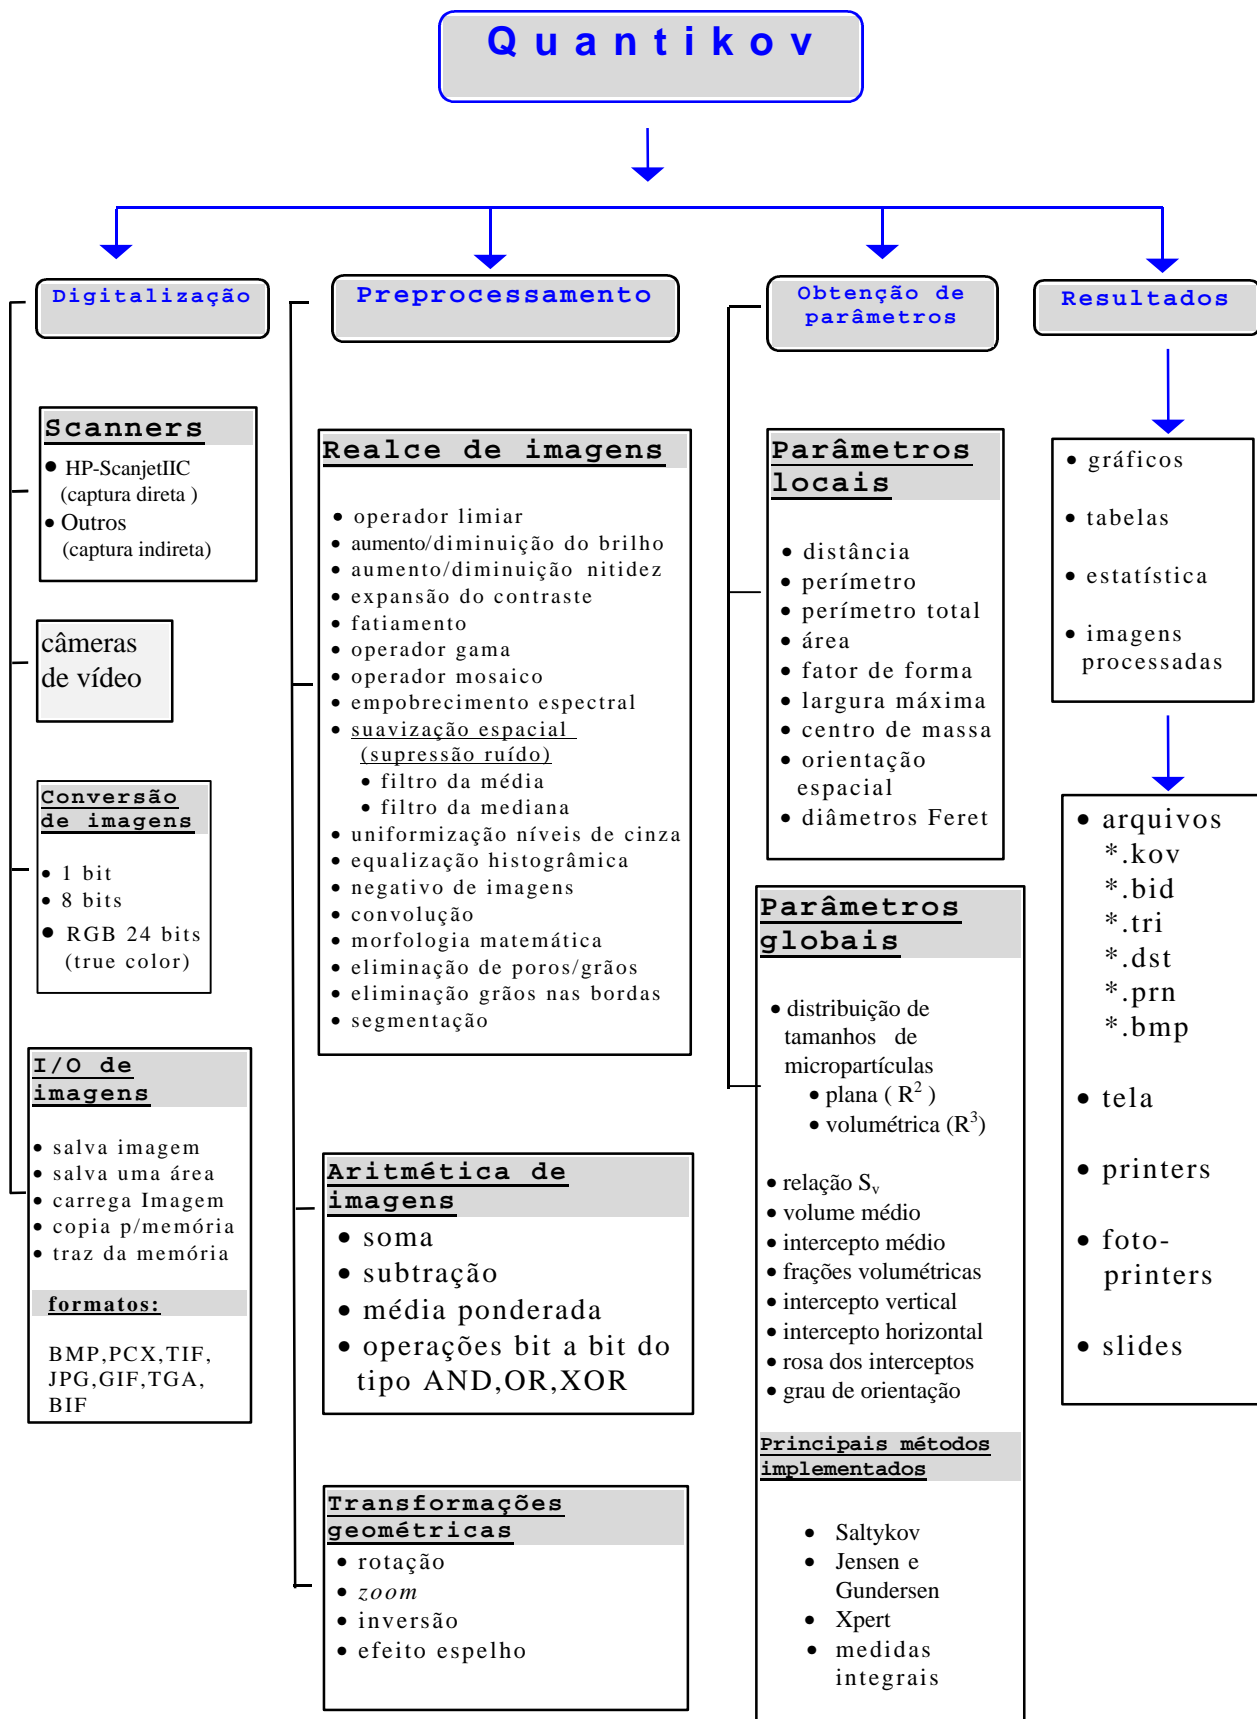 Quantikov
Digitalização
Preprocessamento
Obtenção de
parâmetros
Resultados
Scanners
• HP-ScanjetIIC
(captura direta )
• Outros
(captura indireta)
câmeras
de vídeo
Conversão
de imagens
• 1 bit
• 8 bits
• RGB 24 bits
(true color)
I/O de
imagens
• salva imagem
• salva uma área
• carrega Imagem
• copia p/memória
• traz da memória
formatos:
BMP,PCX,TIF,
JPG,GIF,TGA,
BIF
Realce de imagens
• operador limiar
• aumento/diminuição do brilho
• aumento/diminuição nitidez
• expansão do contraste
• fatiamento
• operador gama
• operador mosaico
• empobrecimento espectral
• suavização espacial
(supressão ruído)
• filtro da média
• filtro da mediana
• uniformização níveis de cinza
• equalização histogrâmica
• negativo de imagens
• convolução
• morfologia matemática
• eliminação de poros/grãos
• eliminação grãos nas bordas
• segmentação
Aritmética de
imagens
• soma
• subtração
• média ponderada
• operações bit a bit do
tipo AND,OR,XOR
Transformações
geométricas
• rotação
• zoom
• inversão
• efeito espelho
Parâmetros
locais
• distância
• perímetro
• perímetro total
• área
• fator de forma
• largura máxima
• centro de massa
• orientação
espacial
• diâmetros Feret
Parâmetros
globais
• distribuição de
tamanhos de
micropartículas
• plana ( R² )
• volumétrica (R³)
• relação Sᵥ
• volume médio
• intercepto médio
• frações volumétricas
• intercepto vertical
• intercepto horizontal
• rosa dos interceptos
• grau de orientação
Principais métodos
implementados
• Saltykov
• Jensen e
Gundersen
• Xpert
• medidas
integrais
• gráficos
• tabelas
• estatística
• imagens
processadas
• arquivos
*.kov
*.bid
*.tri
*.dst
*.prn
*.bmp
• tela
• printers
• foto-
printers
• slides